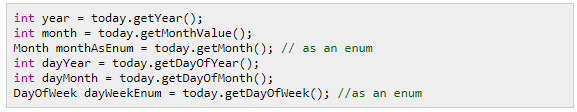 int year = today.getYear();
int month = today.getMonthValue();
Month monthAsEnum = today.getMonth(); // as an enum
int dayYear = today.getDayOfYear();
int dayMonth = today.getDayOfMonth();
DayOfWeek dayWeekEnum = today.getDayOfWeek(); //as an enum